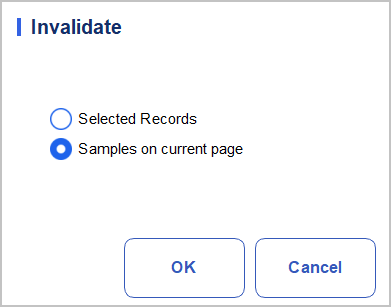 Invalidate
Selected Records
Samples on current page
OK
Cancel